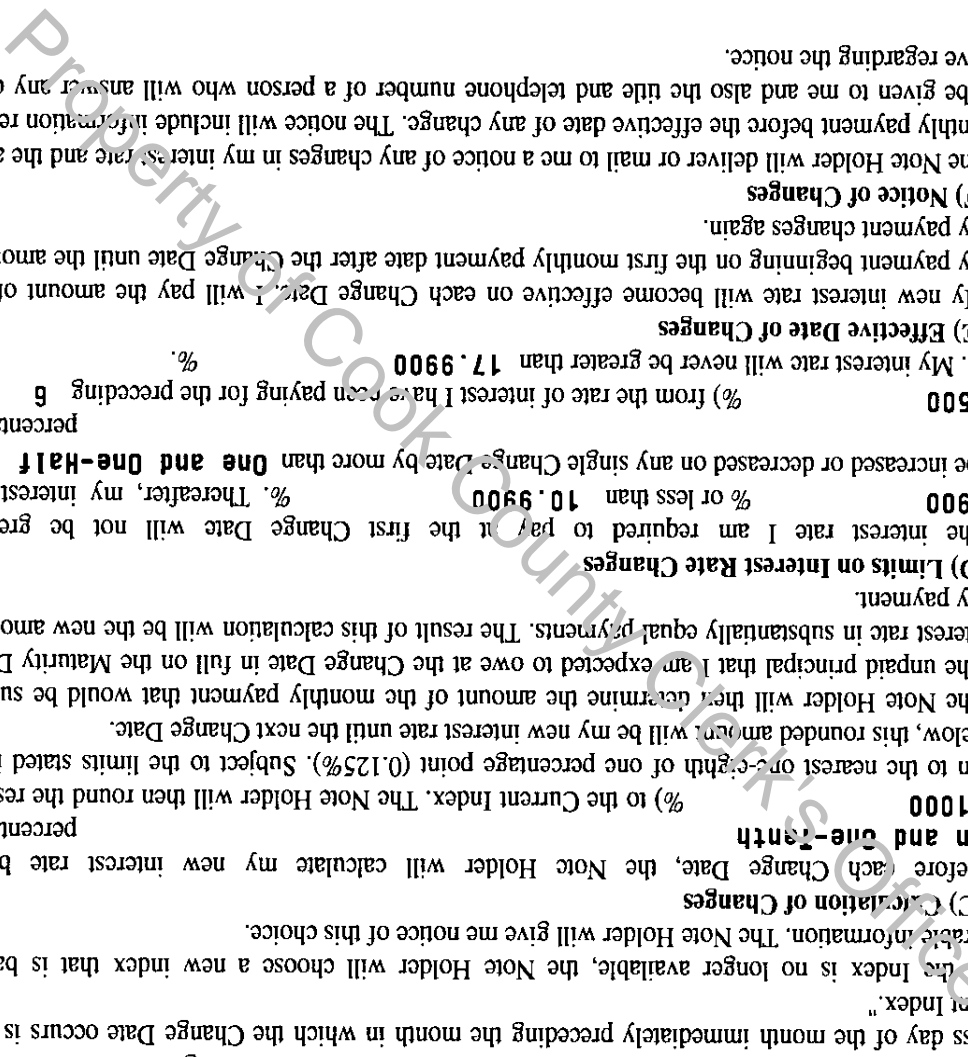 ss day of the month immediately preceding the month in which the Change Date occurs is
nt Index."
the Index is no longer available, the Note Holder will choose a new index that is ba
rable information. The Note Holder will give me notice of this choice.
C) Calculation of Changes
efore each Change Date, the Note Holder will calculate my new interest rate b
n and One-Tenth percent
1000 %) to the Current Index. The Note Holder will then round the res
n to the nearest one-eighth of one percentage point (0.125%). Subject to the limits stated i
elow, this rounded amount will be my new interest rate until the next Change Date.
he Note Holder will then determine the amount of the monthly payment that would be su
he unpaid principal that I am expected to owe at the Change Date in full on the Maturity D
terest rate in substantially equal payments. The result of this calculation will be the new amo
y payment.
D) Limits on Interest Rate Changes
he interest rate I am required to pay at the first Change Date will not be gre
900 % or less than 10.9900 %. Thereafter, my interest
be increased or decreased on any single Change Date by more than One and One-Half
percent
500 %) from the rate of interest I have been paying for the preceding 6
. My interest rate will never be greater than 17.9900 %.
E) Effective Date of Changes
ly new interest rate will become effective on each Change Date. I will pay the amount of
y payment beginning on the first monthly payment date after the Change Date until the amo
y payment changes again.
F) Notice of Changes
he Note Holder will deliver or mail to me a notice of any changes in my interest rate and the a
nthly payment before the effective date of any change. The notice will include information re
be given to me and also the title and telephone number of a person who will answer any q
ve regarding the notice.
Property of Cook County Clerk's Office